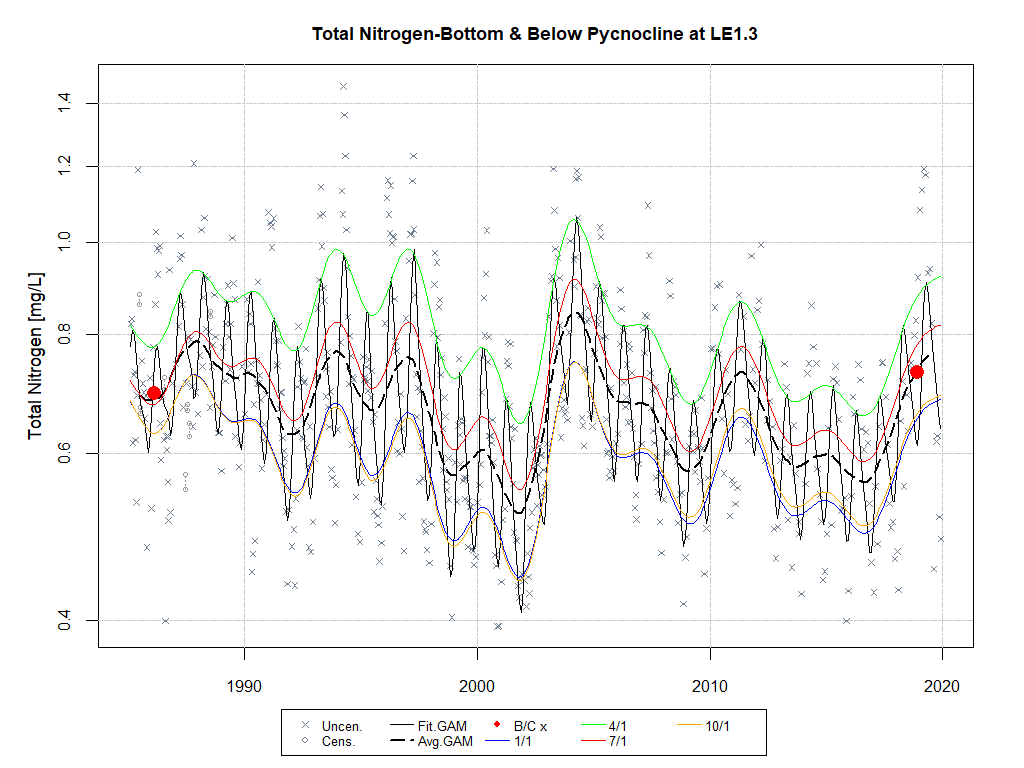 Total Nitrogen-Bottom & Below Pycnocline at LE1.3
Total Nitrogen [mg/L]
1.4
1.2
1.0
0.8
0.6
0.4
1990 2000 2010 2020
Uncen. Fit.GAM B/C x 4/1 10/1
Cens. Avg.GAM 1/1 7/1